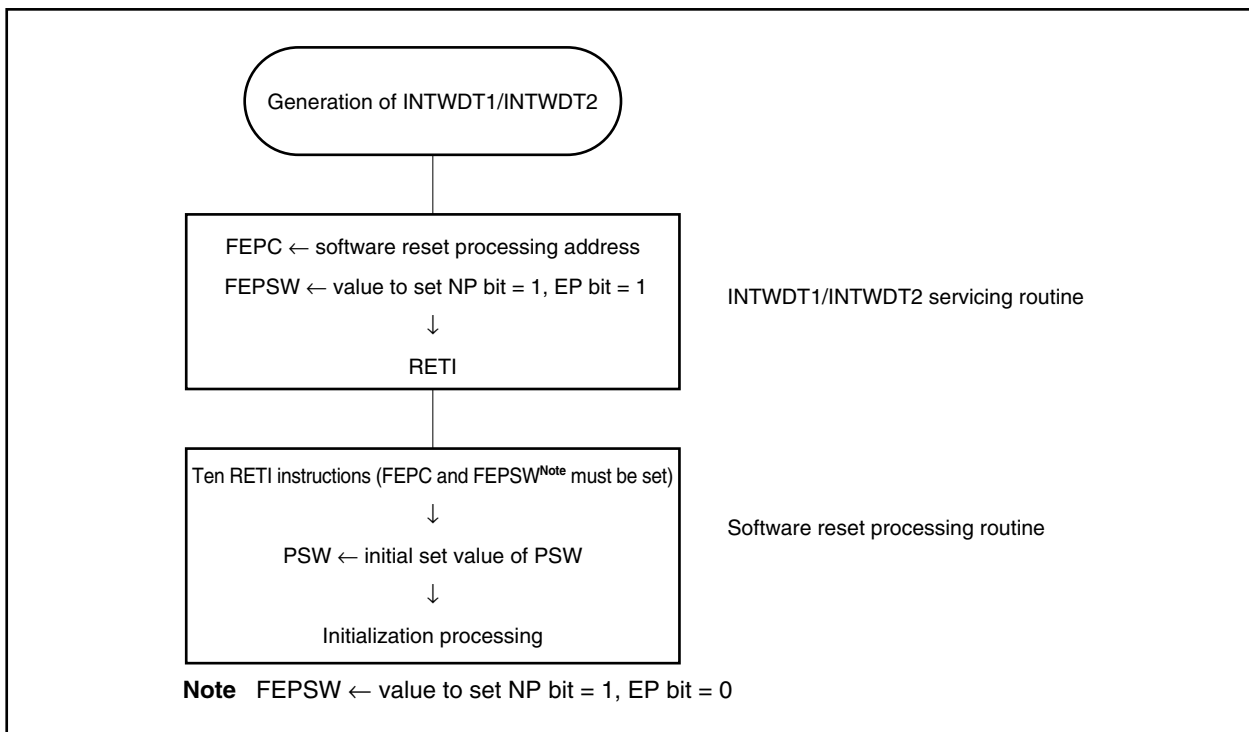 Generation of INTWDT1/INTWDT2
FEPC ← software reset processing address
FEPSW ← value to set NP bit = 1, EP bit = 1
↓
RETI
INTWDT1/INTWDT2 servicing routine
Ten RETI instructions (FEPC and FEPSWNote must be set)
↓
PSW ← initial set value of PSW
↓
Initialization processing
Software reset processing routine
Note FEPSW ← value to set NP bit = 1, EP bit = 0